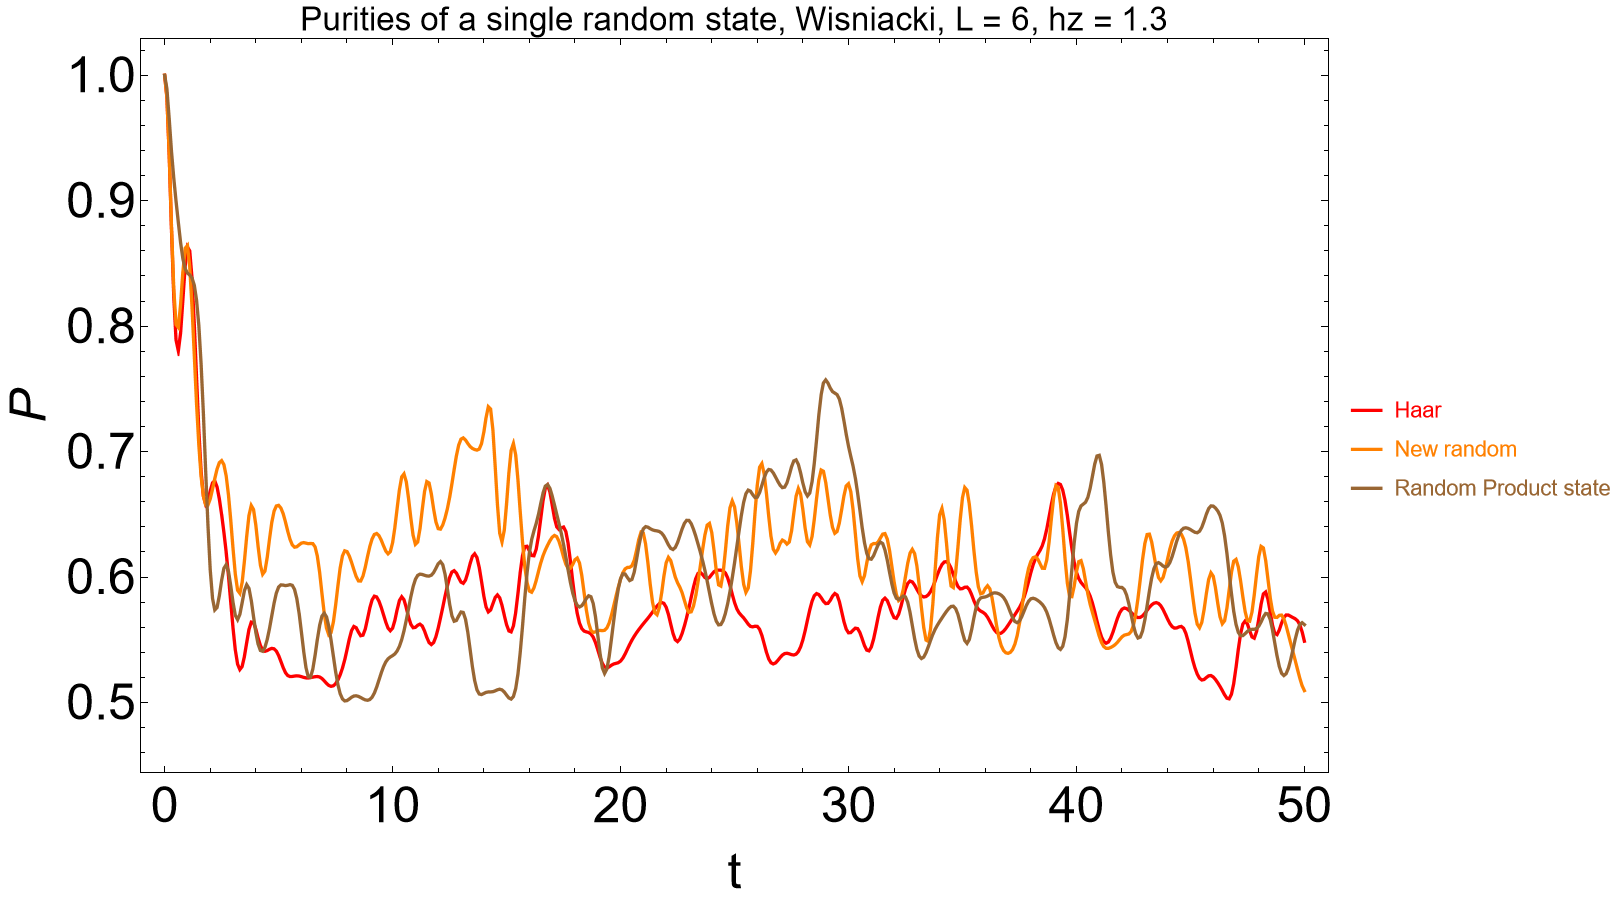 Purities of a single random state, Wisniacki, L = 6, hz = 1.3
1.0
0.9
0.8
0.7
0.6
0.5
P
0 10 20 30 40 50
t
Haar
New random
Random Product state